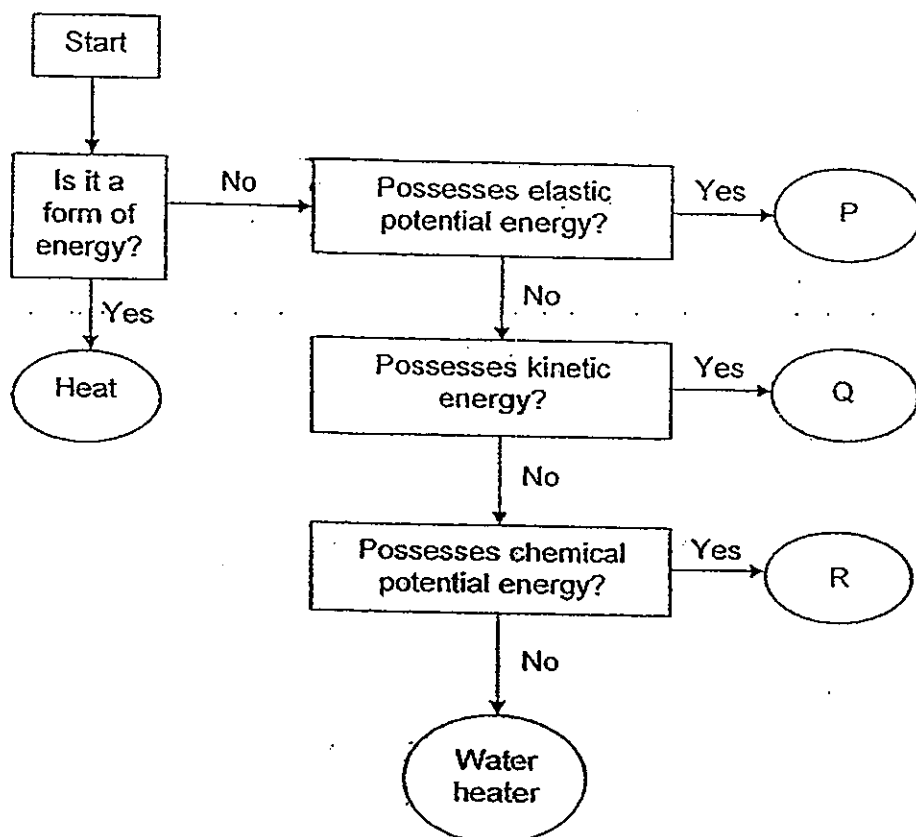 Start
Is it a
form of
energy?
No
Possesses elastic
potential energy?
Yes
P
Yes
Heat
No
Possesses kinetic
energy?
Yes
Q
No
Possesses chemical
potential energy?
Yes
R
No
Water
heater